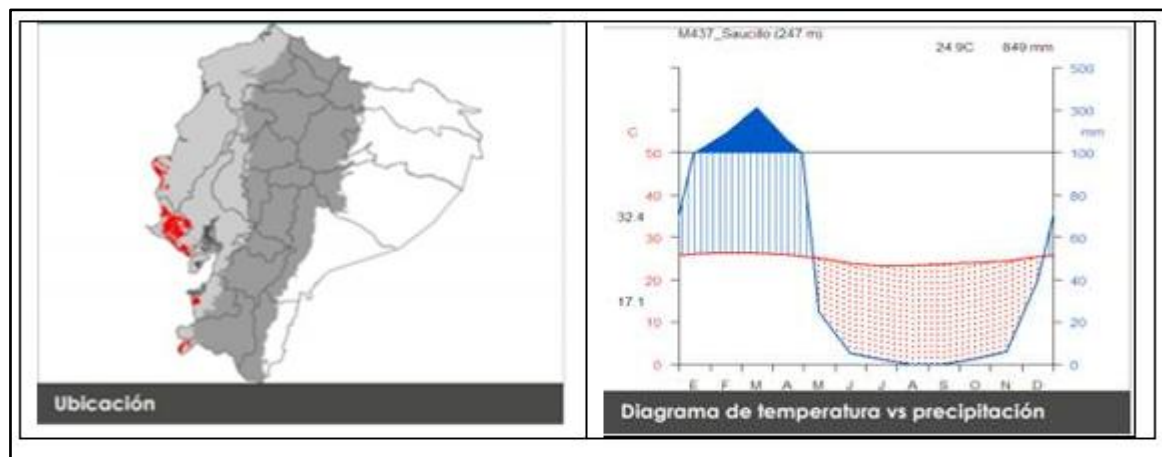 Ubicación
M437_Saucillo (247 m)
24.9C 849 mm
C
mm
50
40
32.4
30
20
17.1
10
0
500
300
100
80
60
40
20
0
E F M A M J J A S O N D
Diagrama de temperatura vs precipitación